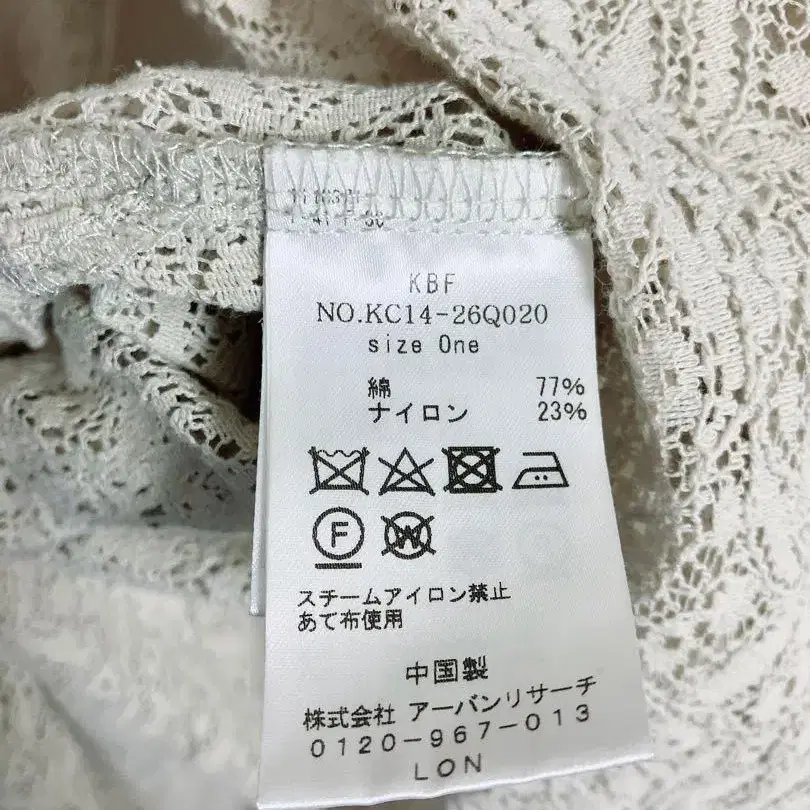 KBF
NO.KC14-26Q020
size One
綿 77%
ナイロン 23%
F
W
スチームアイロン禁止
あて布使用
中国製
株式会社 アーバンリサーチ
0120-967-013
LON